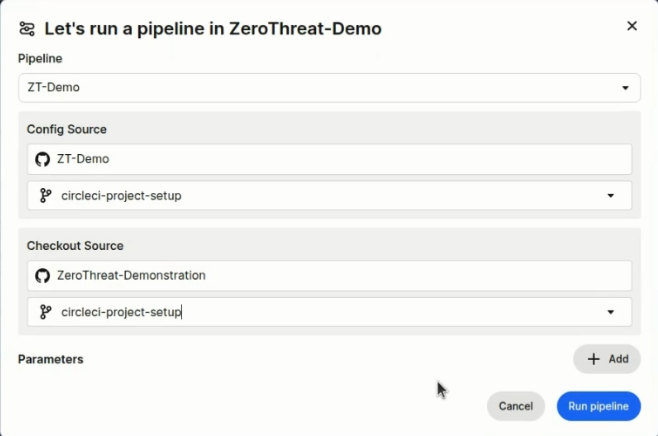 Let's run a pipeline in ZeroThreat-Demo
Pipeline
ZT-Demo
Config Source
ZT-Demo
circleci-project-setup
Checkout Source
ZeroThreat-Demonstration
circleci-project-setup
Parameters
Add
Cancel
Run pipeline